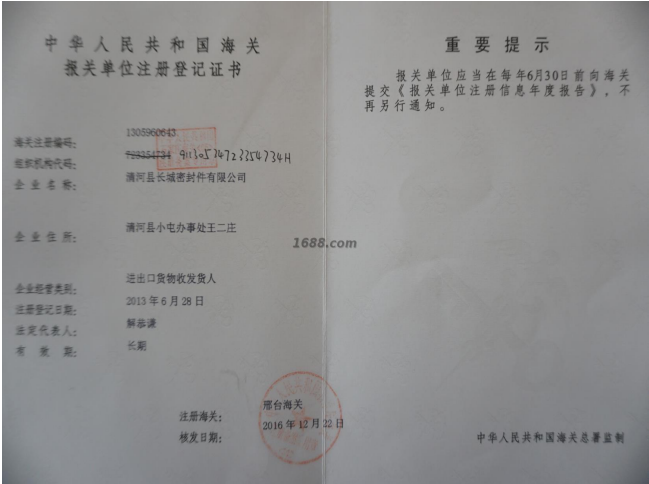 中华人民共和国海关
报关单位注册登记证书
海关注册编码: 1305960643
组织机构代码: 723354734 91130534723354734H
企业名称: 清河县长城密封件有限公司
企业住所: 清河县小屯办事处王二庄
企业经营类别: 进出口货物收发货人
注册登记日期: 2013年6月28日
法定代表人: 解恭谦
有效期: 长期
注册海关: 邢台海关
核发日期: 2016年12月22日
重要提示
报关单位应当在每年6月30日前向海关
提交《报关单位注册信息年度报告》,不
再另行通知。
中华人民共和国海关总署监制
1688.com